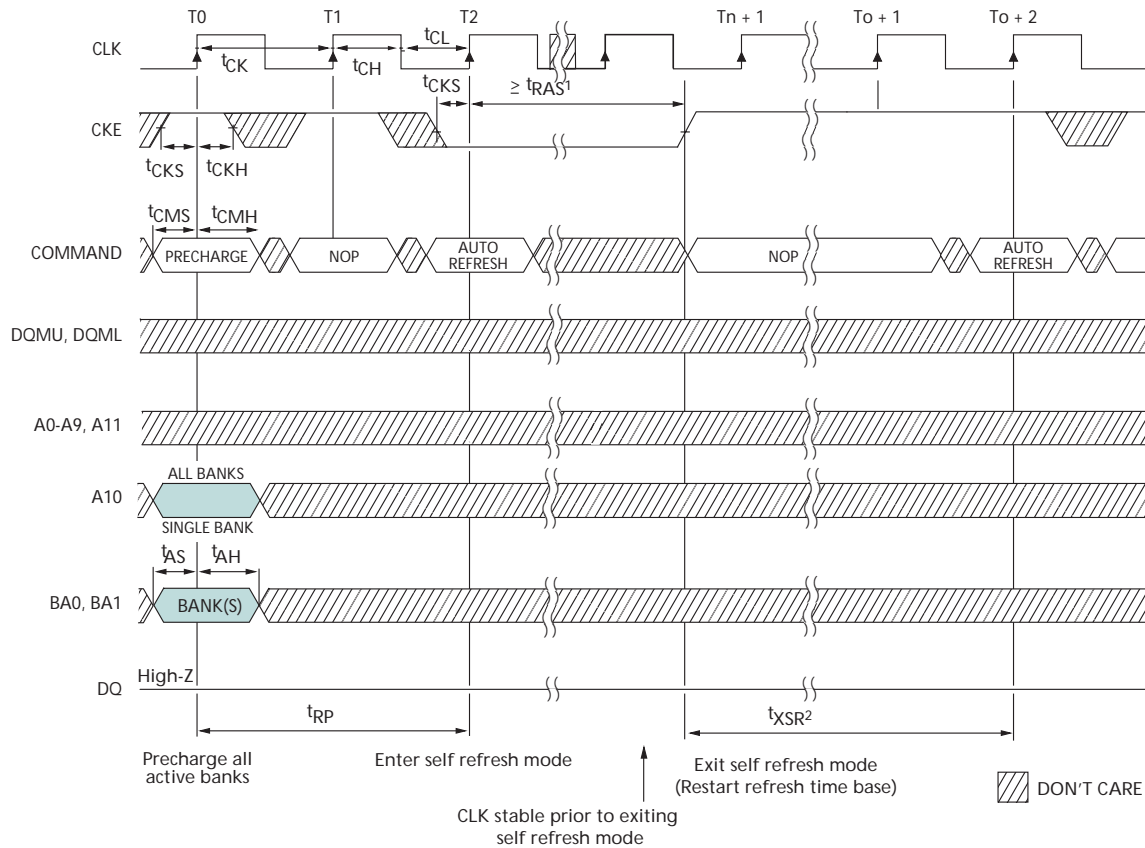 T0 T1 T2 Tn + 1 To + 1 To + 2
CLK
tCK tCH tCL
tCKS ≥ tRAS1
CKE
tCKS tCKH
tCMS tCMH
COMMAND PRECHARGE NOP AUTO REFRESH NOP AUTO REFRESH
DQMU, DQML
A0-A9, A11
ALL BANKS
A10
SINGLE BANK
tAS tAH
BA0, BA1 BANK(S)
High-Z
DQ
tRP tXSR2
Precharge all
active banks
Enter self refresh mode
Exit self refresh mode
(Restart refresh time base)
DON'T CARE
CLK stable prior to exiting
self refresh mode